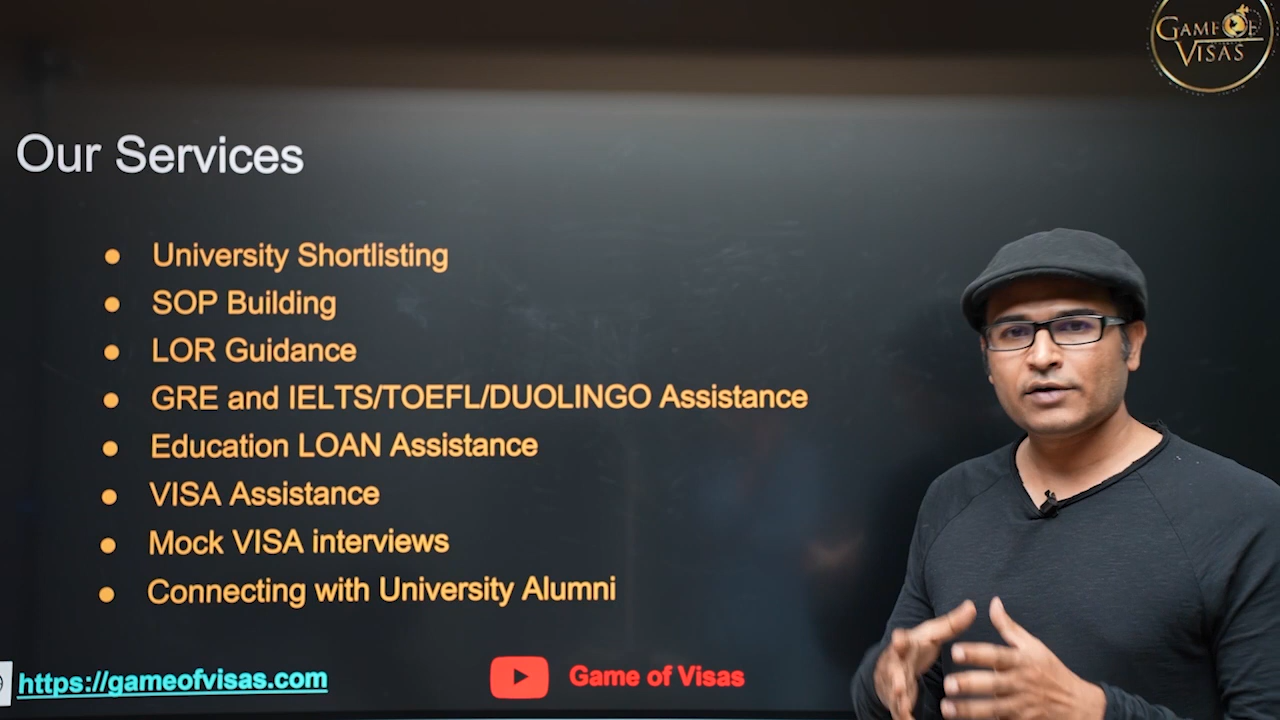 GAME OF
VISAS
Our Services
● University Shortlisting
● SOP Building
● LOR Guidance
● GRE and IELTS/TOEFL/DUOLINGO Assistance
● Education LOAN Assistance
● VISA Assistance
● Mock VISA interviews
● Connecting with University Alumni
https://gameofvisas.com
Game of Visas